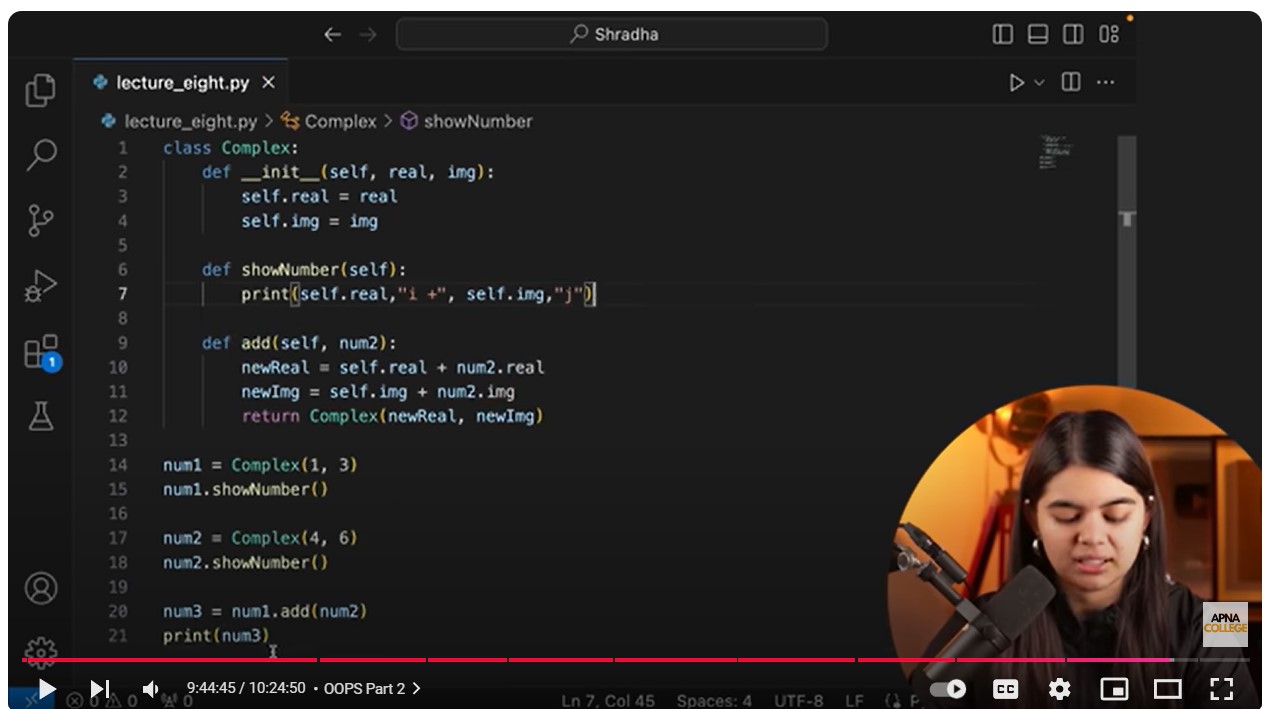 Shradha
lecture_eight.py
lecture_eight.py > Complex > showNumber
1 class Complex:
2 def __init__(self, real, img):
3 self.real = real
4 self.img = img
5
6 def showNumber(self):
7 print(self.real,"i +", self.img,"j")
8
9 def add(self, num2):
10 newReal = self.real + num2.real
11 newImg = self.img + num2.img
12 return Complex(newReal, newImg)
13
14 num1 = Complex(1, 3)
15 num1.showNumber()
16
17 num2 = Complex(4, 6)
18 num2.showNumber()
19
20 num3 = num1.add(num2)
21 print(num3)
1
APNA
COLLEGE
9:44:45 / 10:24:50 • OOPS Part 2 >
CC
0 0 0 Ln 7, Col 45 Spaces: 4 UTF-8 LF